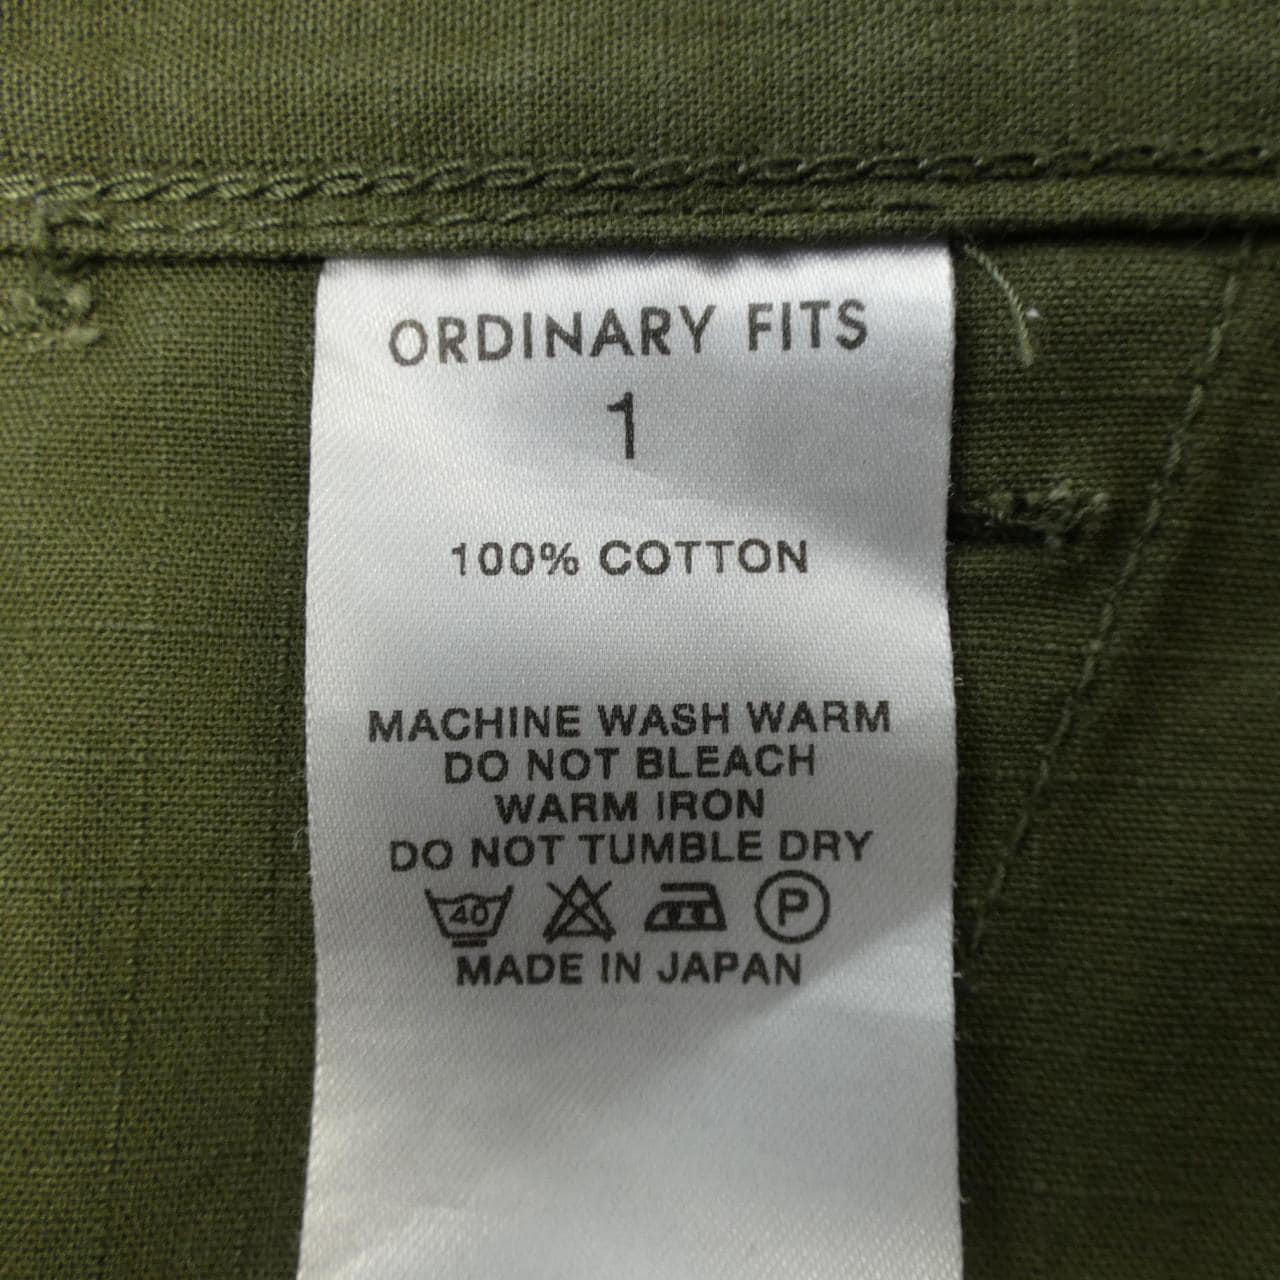 ORDINARY FITS
1
100% COTTON
MACHINE WASH WARM
DO NOT BLEACH
WARM IRON
DO NOT TUMBLE DRY
40 P
MADE IN JAPAN